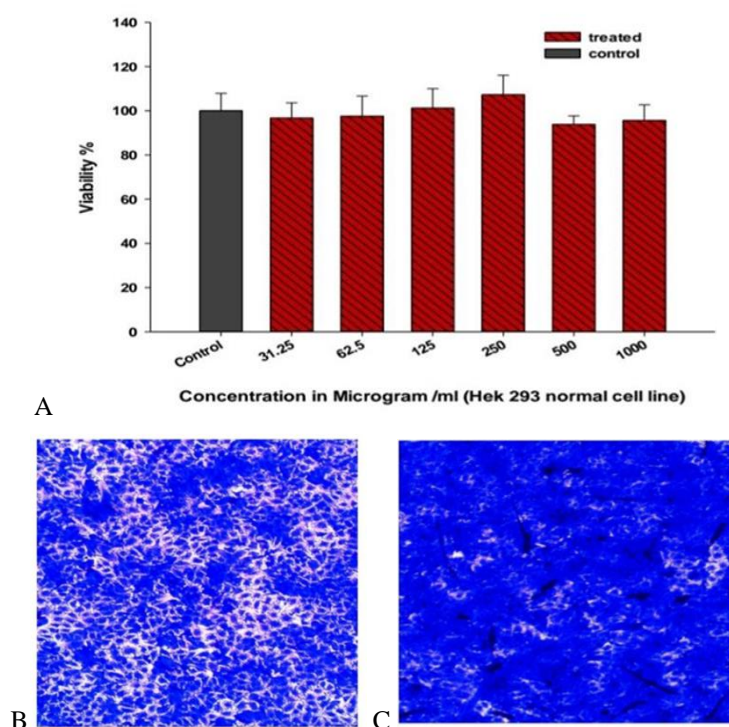 140
120
100
80
60
40
20
0
Viability %
treated
control
Control
31.25
62.5
125
250
500
1000
Concentration in Microgram /ml (Hek 293 normal cell line)
A
B
C